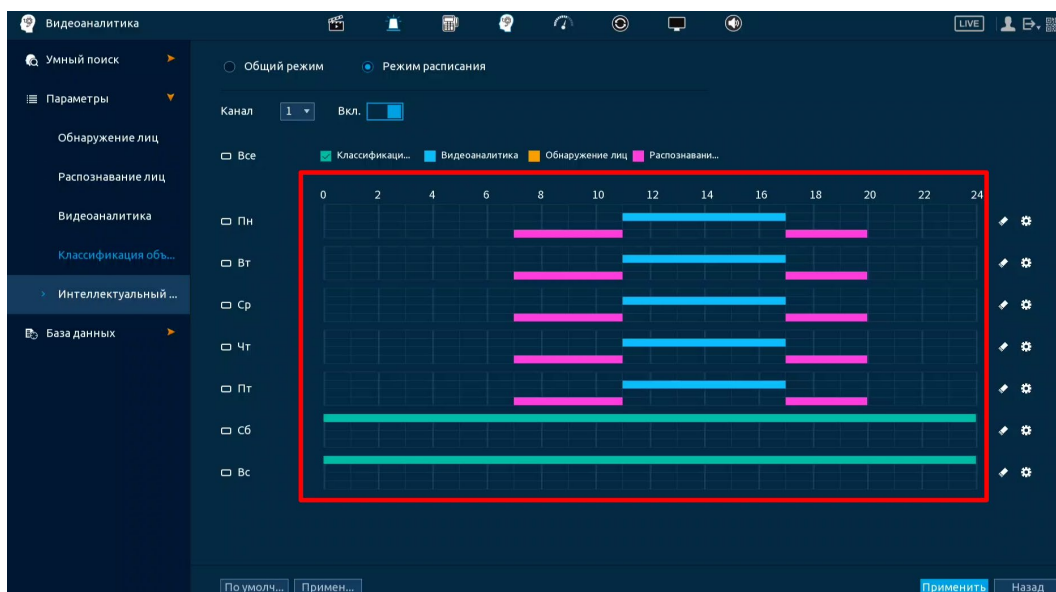 Видеоаналитика
LIVE
Умный поиск
Параметры
Обнаружение лиц
Распознавание лиц
Видеоаналитика
Классификация объ...
Интеллектуальный ...
База данных
Общий режим Режим расписания
Канал 1 Вкл.
Все Классификаци... Видеоаналитика Обнаружение лиц Распознавани...
0 2 4 6 8 10 12 14 16 18 20 22 24
Пн
Вт
Ср
Чт
Пт
Сб
Вс
По умолч... Примен... Применить Назад